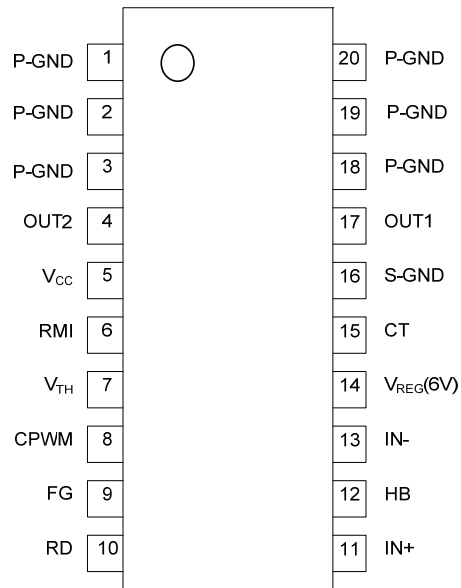 P-GND 1 20 P-GND
P-GND 2 19 P-GND
P-GND 3 18 P-GND
OUT2 4 17 OUT1
VCC 5 16 S-GND
RMI 6 15 CT
VTH 7 14 VREG(6V)
CPWM 8 13 IN-
FG 9 12 HB
RD 10 11 IN+